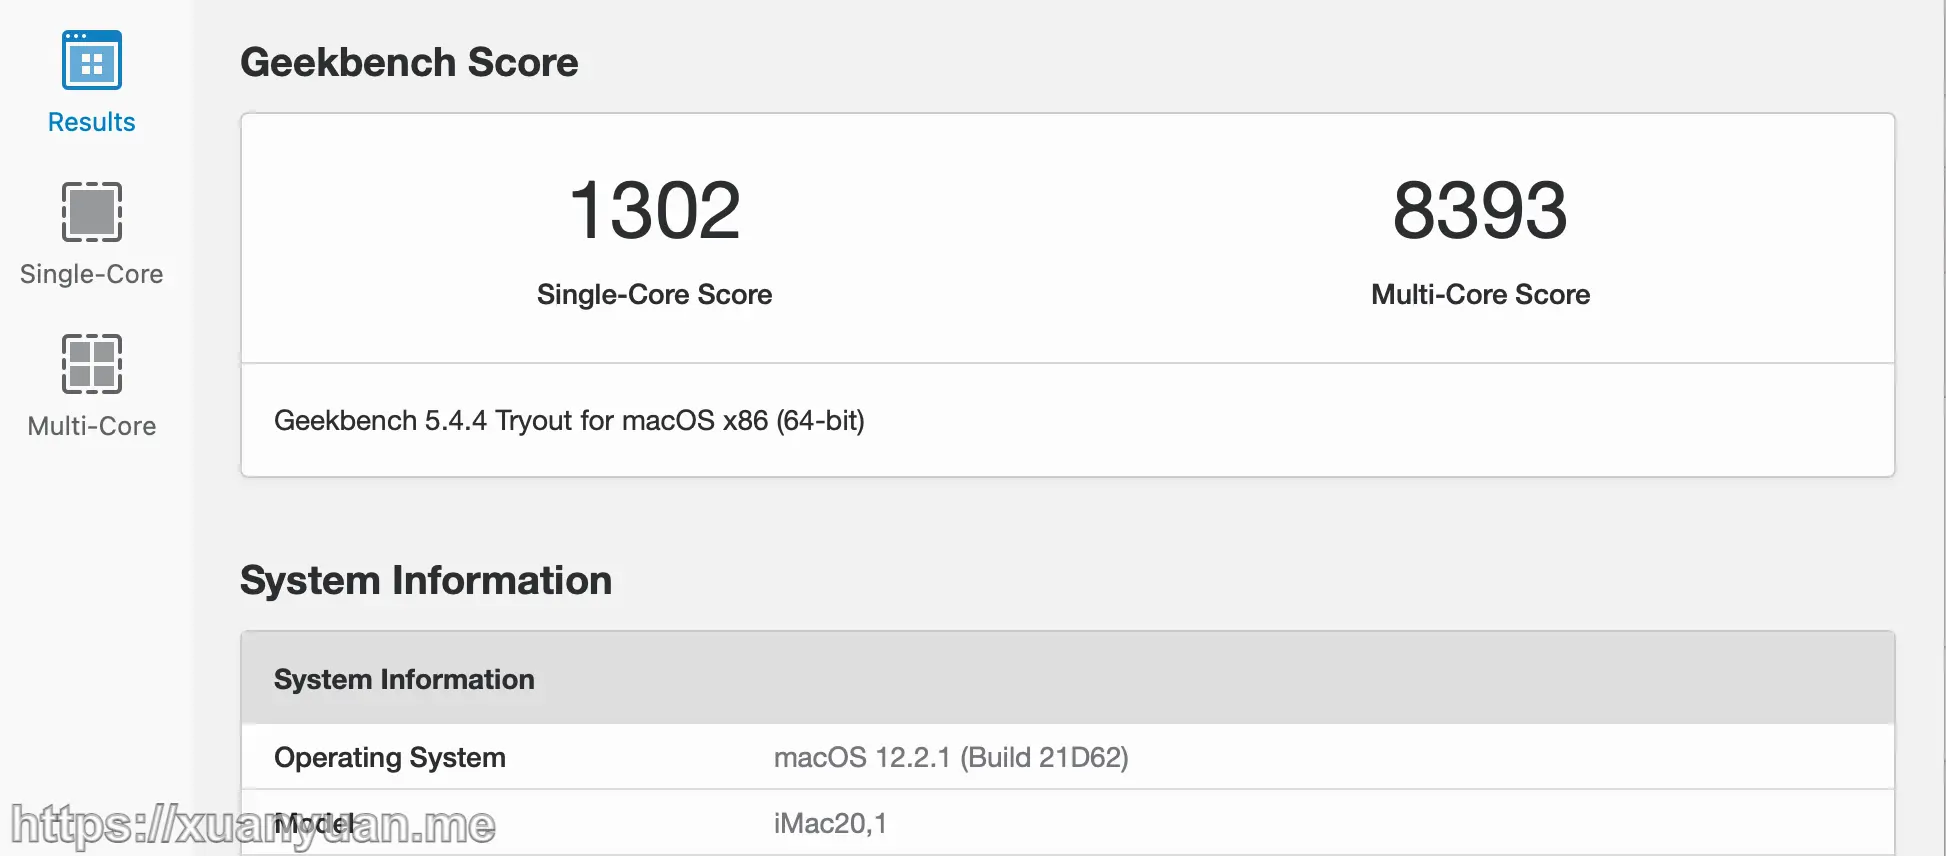 Results
Single-Core
Multi-Core
Geekbench Score
1302
Single-Core Score
8393
Multi-Core Score
Geekbench 5.4.4 Tryout for macOS x86 (64-bit)
System Information
System Information
Operating System macOS 12.2.1 (Build 21D62)
Model iMac20,1
https://xuanyuan.me